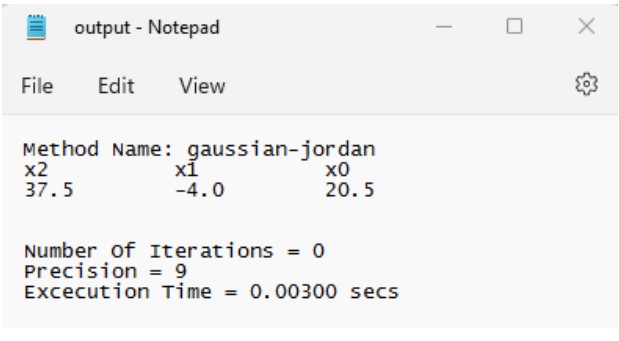 output - Notepad
File Edit View
Method Name: gaussian-jordan
x2 x1 x0
37.5 -4.0 20.5
Number Of Iterations = 0
Precision = 9
Excecution Time = 0.00300 secs